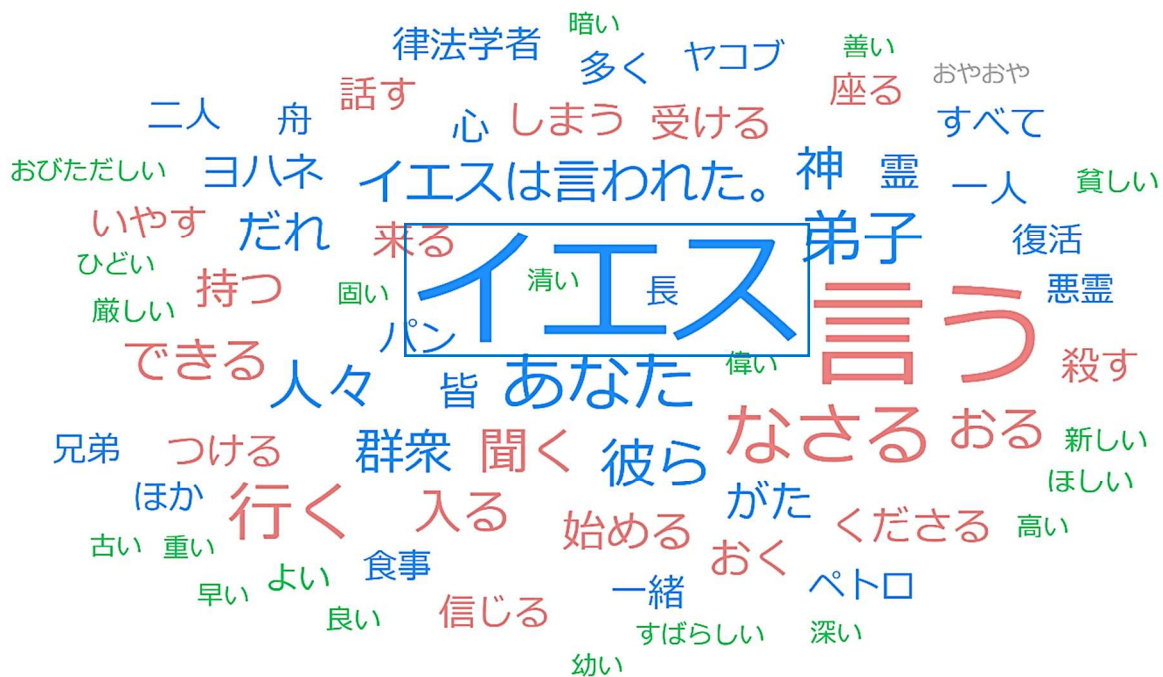 暗い
律法学者 多く ヤコブ 善い
おやおや
話す 座る
二人 舟 心 しまう 受ける すべて
おびただしい ヨハネ イエスは言われた。 神 霊 一人 貧しい
いやす だれ 来る 弟子 復活
ひどい 持つ 固い イエス 清い 長 悪霊
厳しい パン 言う
できる 人々 皆 あなた 偉い 殺す
兄弟 つける 群衆 聞く 彼ら なさる おる 新しい
ほしい
ほか 行く 入る 始める がた くださる 高い
古い 重い 食事 おく
早い よい 一緒 ペトロ
良い 信じる すばらしい 深い
幼い